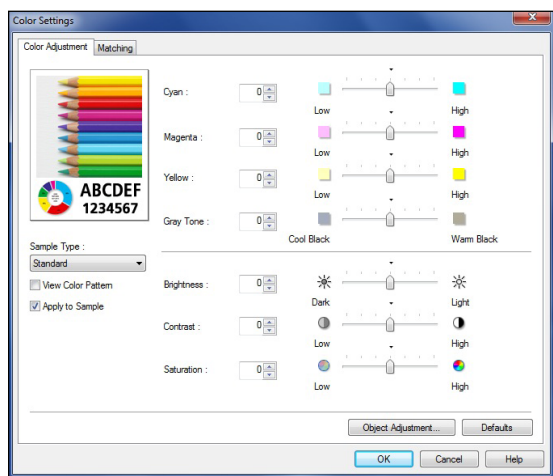 Color Settings
Color Adjustment Matching
ABCDEF
1234567
Sample Type :
Standard
View Color Pattern
Apply to Sample
Cyan : 0
Low High
Magenta : 0
Low High
Yellow : 0
Low High
Gray Tone : 0
Cool Black Warm Black
Brightness : 0
Dark Light
Contrast : 0
Low High
Saturation : 0
Low High
Object Adjustment... Defaults
OK Cancel Help